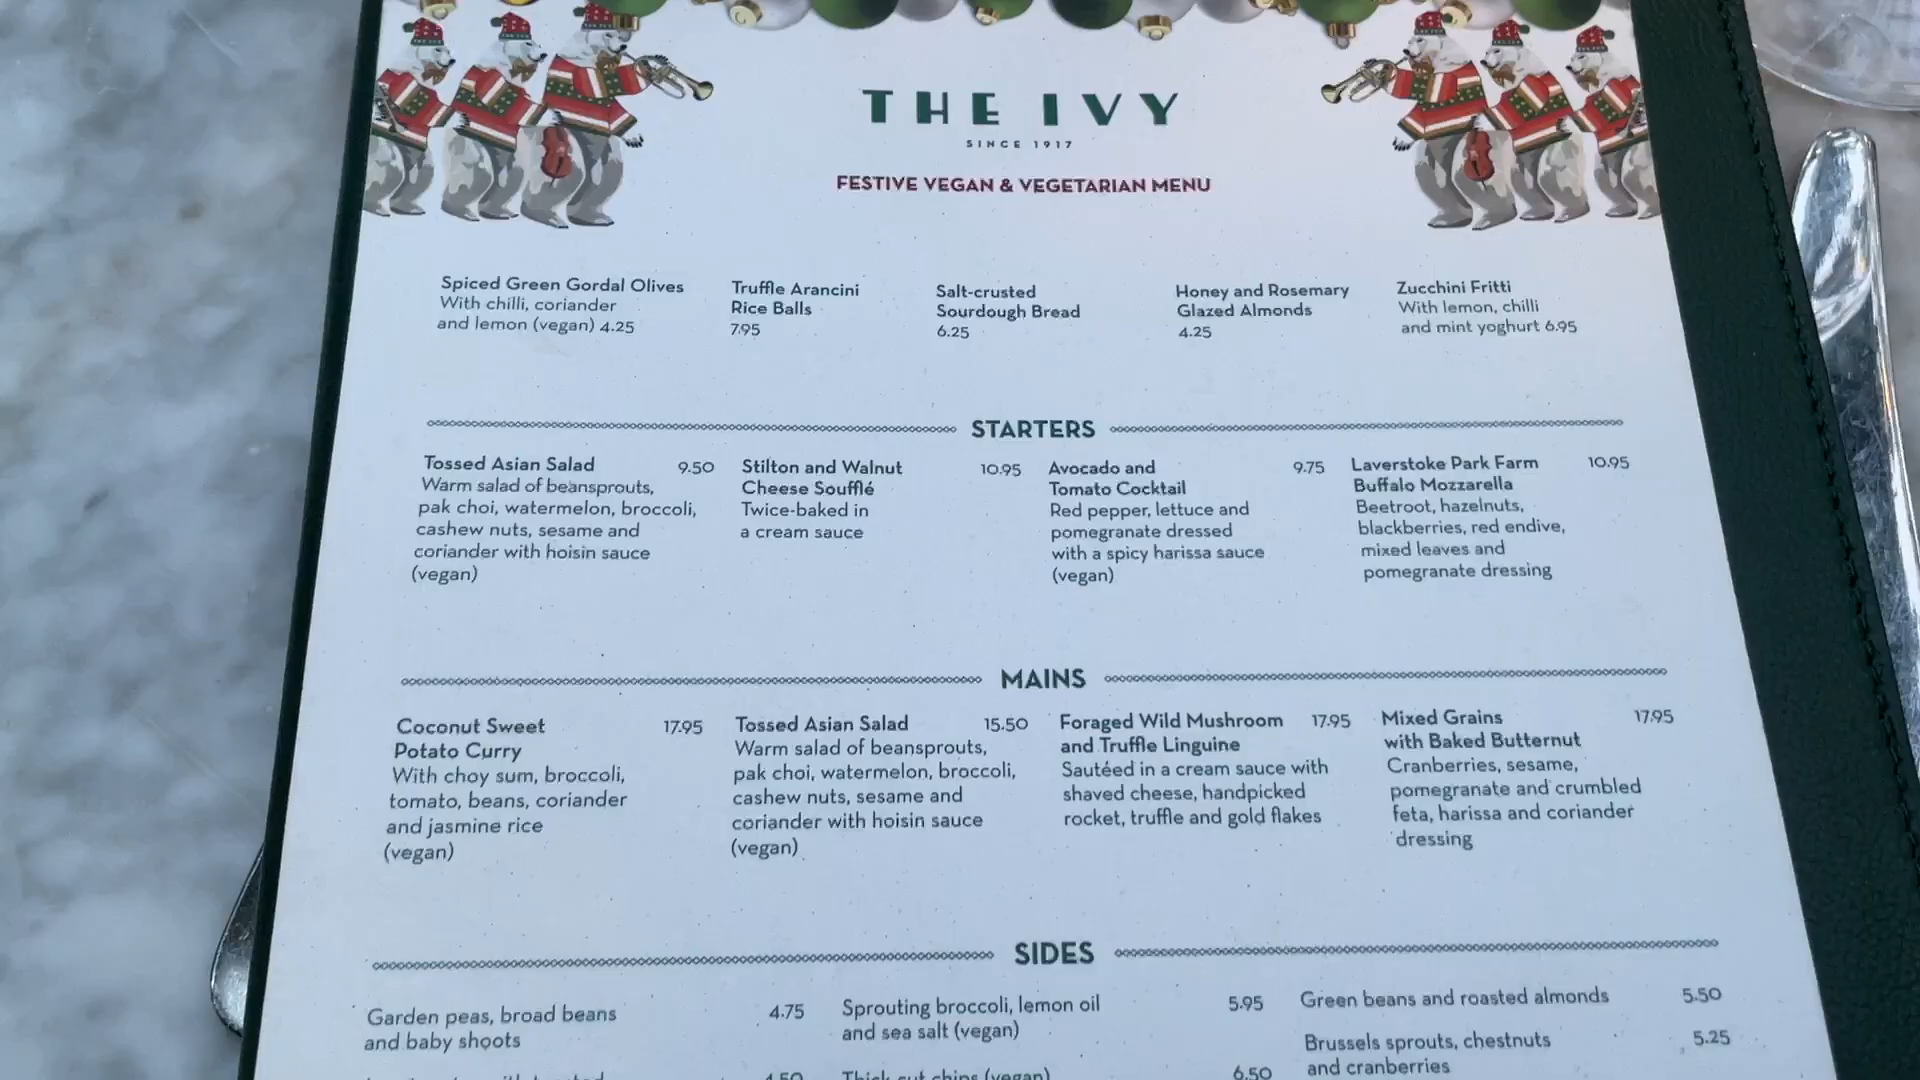 THE IVY
SINCE 1917
FESTIVE VEGAN & VEGETARIAN MENU
Spiced Green Gordal Olives
With chilli, coriander
and lemon (vegan) 4.25
Truffle Arancini
Rice Balls
7.95
Salt-crusted
Sourdough Bread
6.25
Honey and Rosemary
Glazed Almonds
4.25
Zucchini Fritti
With lemon, chilli
and mint yoghurt 6.95
STARTERS
Tossed Asian Salad 9.50
Warm salad of beansprouts,
pak choi, watermelon, broccoli,
cashew nuts, sesame and
coriander with hoisin sauce
(vegan)
Stilton and Walnut 10.95
Cheese Soufflé
Twice-baked in
a cream sauce
Avocado and 9.75
Tomato Cocktail
Red pepper, lettuce and
pomegranate dressed
with a spicy harissa sauce
(vegan)
Laverstoke Park Farm 10.95
Buffalo Mozzarella
Beetroot, hazelnuts,
blackberries, red endive,
mixed leaves and
pomegranate dressing
MAINS
Coconut Sweet 17.95
Potato Curry
With choy sum, broccoli,
tomato, beans, coriander
and jasmine rice
(vegan)
Tossed Asian Salad 15.50
Warm salad of beansprouts,
pak choi, watermelon, broccoli,
cashew nuts, sesame and
coriander with hoisin sauce
(vegan)
Foraged Wild Mushroom 17.95
and Truffle Linguine
Sautéed in a cream sauce with
shaved cheese, handpicked
rocket, truffle and gold flakes
Mixed Grains 17.95
with Baked Butternut
Cranberries, sesame,
pomegranate and crumbled
feta, harissa and coriander
dressing
SIDES
Garden peas, broad beans 4.75
and baby shoots
4.50
Sprouting broccoli, lemon oil 5.95
and sea salt (vegan)
Thick cut chips (vegan) 6.50
Green beans and roasted almonds 5.50
Brussels sprouts, chestnuts 5.25
and cranberries